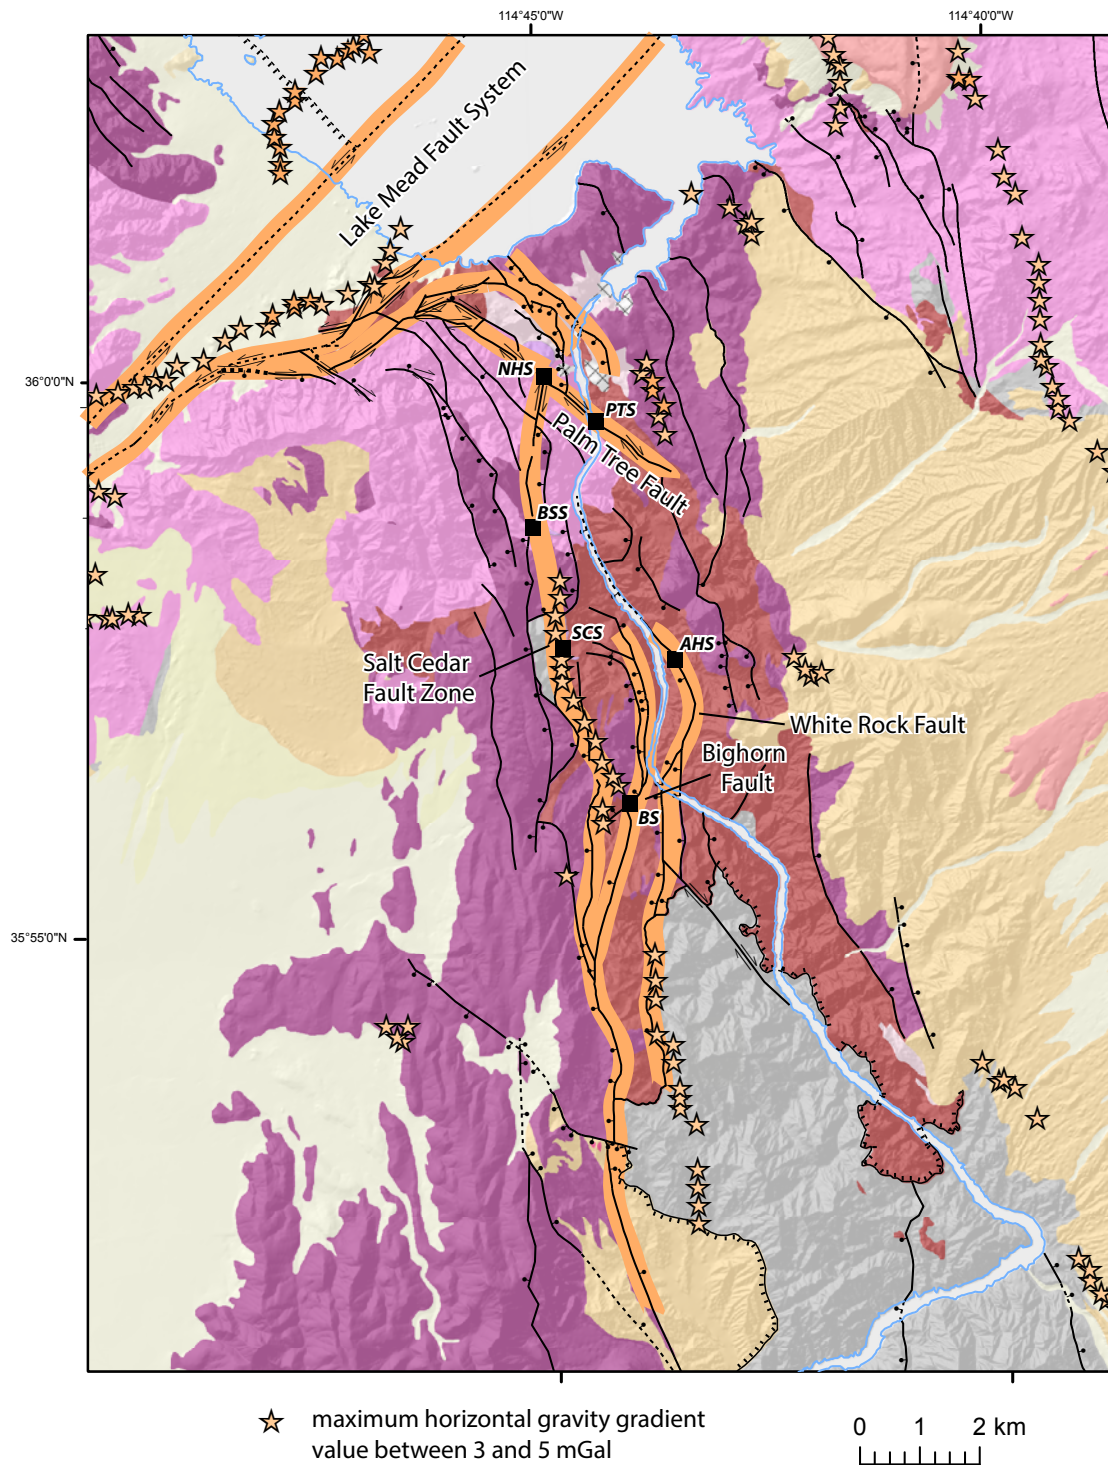 114°45'0"W
114°40'0"W
Lake Mead Fault System
36°0'0"N
NHS
PTS
Palm Tree Fault
BSS
SCS
AHS
Salt Cedar
Fault Zone
White Rock Fault
Bighorn
Fault
BS
35°55'0"N
maximum horizontal gravity gradient
value between 3 and 5 mGal
0 1 2 km